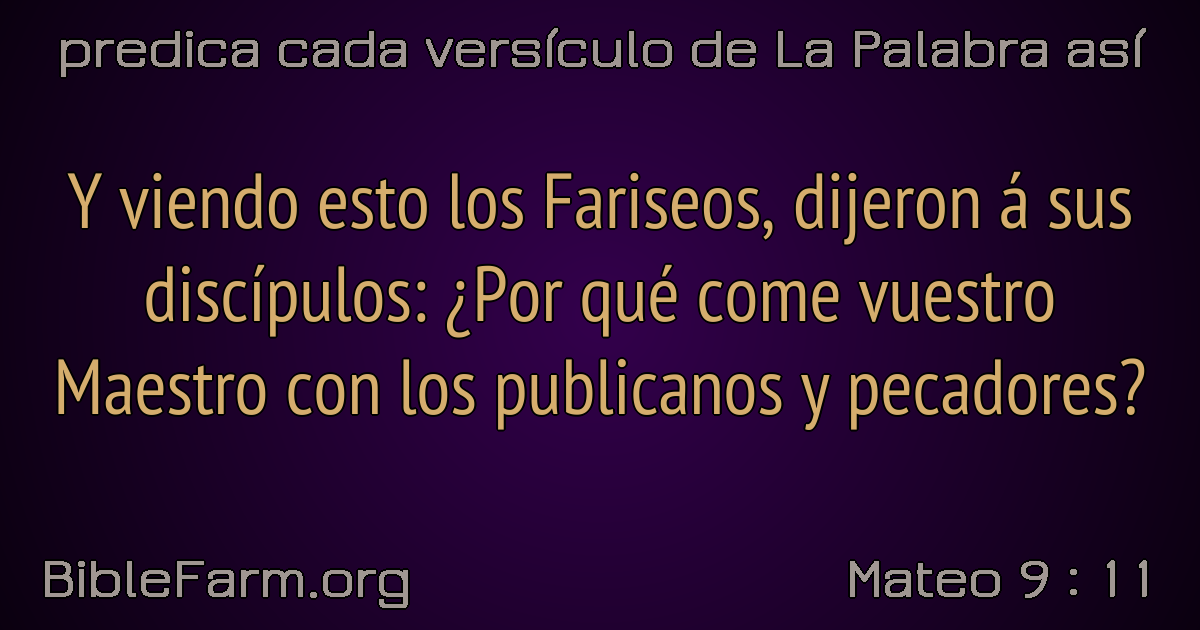 predica cada versículo de La Palabra así
Y viendo esto los Fariseos, dijeron á sus
discípulos: ¿Por qué come vuestro
Maestro con los publicanos y pecadores?
BibleFarm.org
Mateo 9 : 11